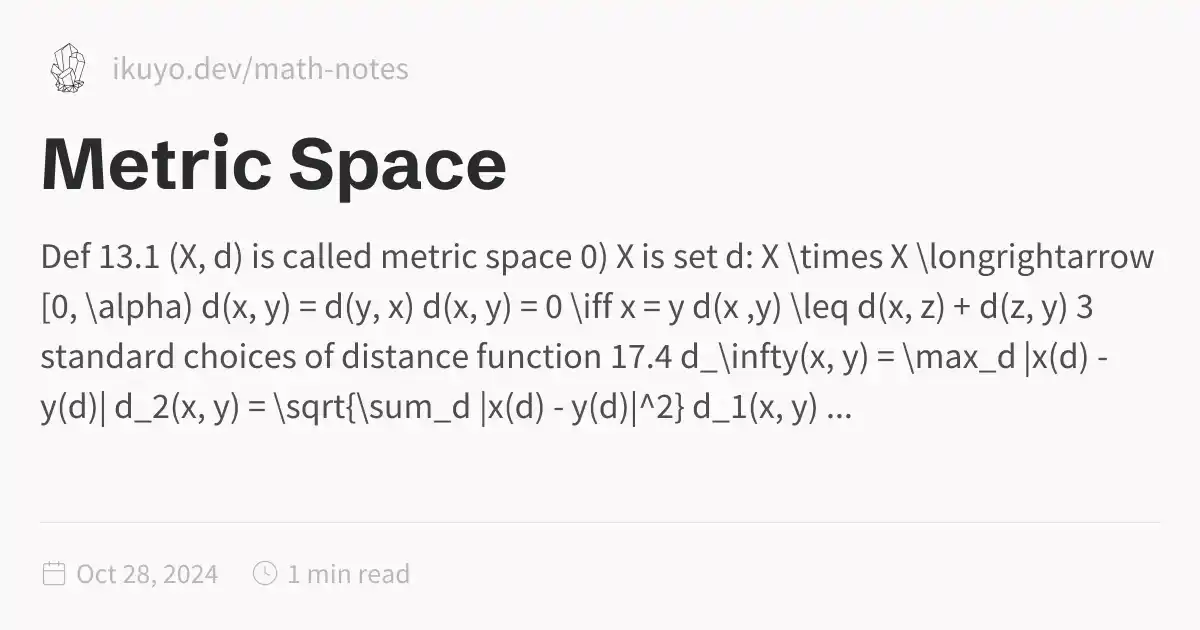 ikuyo.dev/math-notes
Metric Space
Def 13.1 (X, d) is called metric space 0) X is set d: X \times X \longrightarrow
[0, \alpha) d(x, y) = d(y, x) d(x, y) = 0 \iff x = y d(x ,y) \leq d(x, z) + d(z, y) 3
standard choices of distance function 17.4 d_\infty(x, y) = \max_d |x(d) -
y(d)| d_2(x, y) = \sqrt{\sum_d |x(d) - y(d)|^2} d_1(x, y) ...
Oct 28, 2024 1 min read